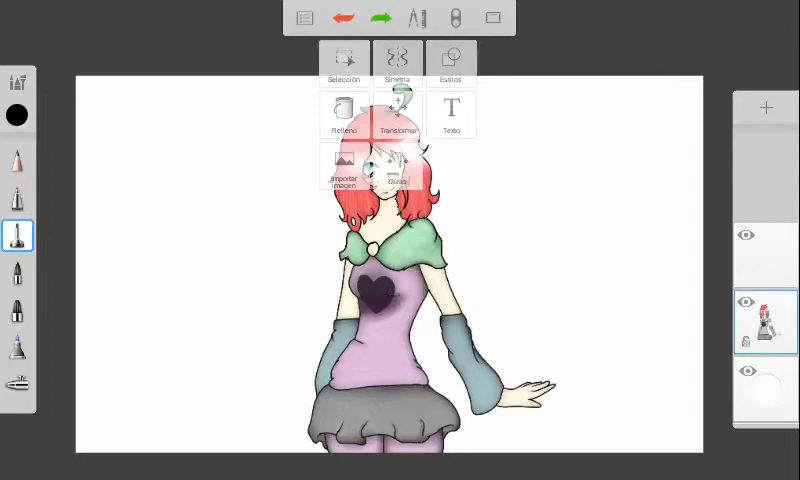 Selección
Simetría
Estilos
Relleno
Transformar
Texto
Importar
imagen
Guías